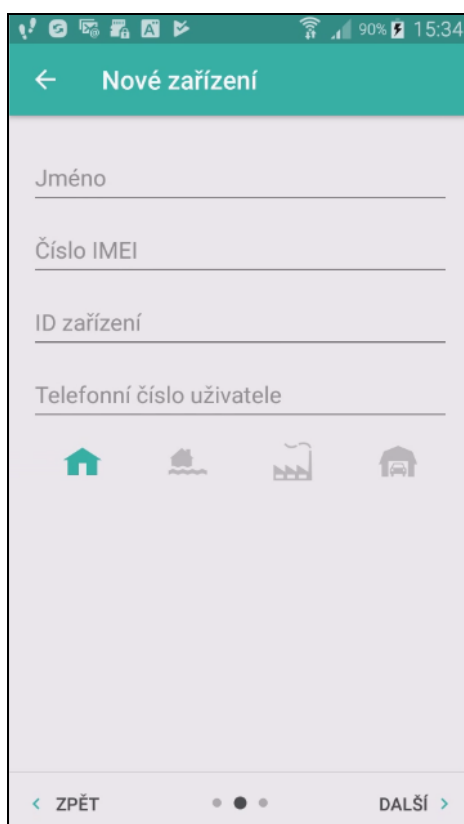 90% 15:34
Nové zařízení
Jméno
Číslo IMEI
ID zařízení
Telefonní číslo uživatele
ZPĚT DALŠÍ